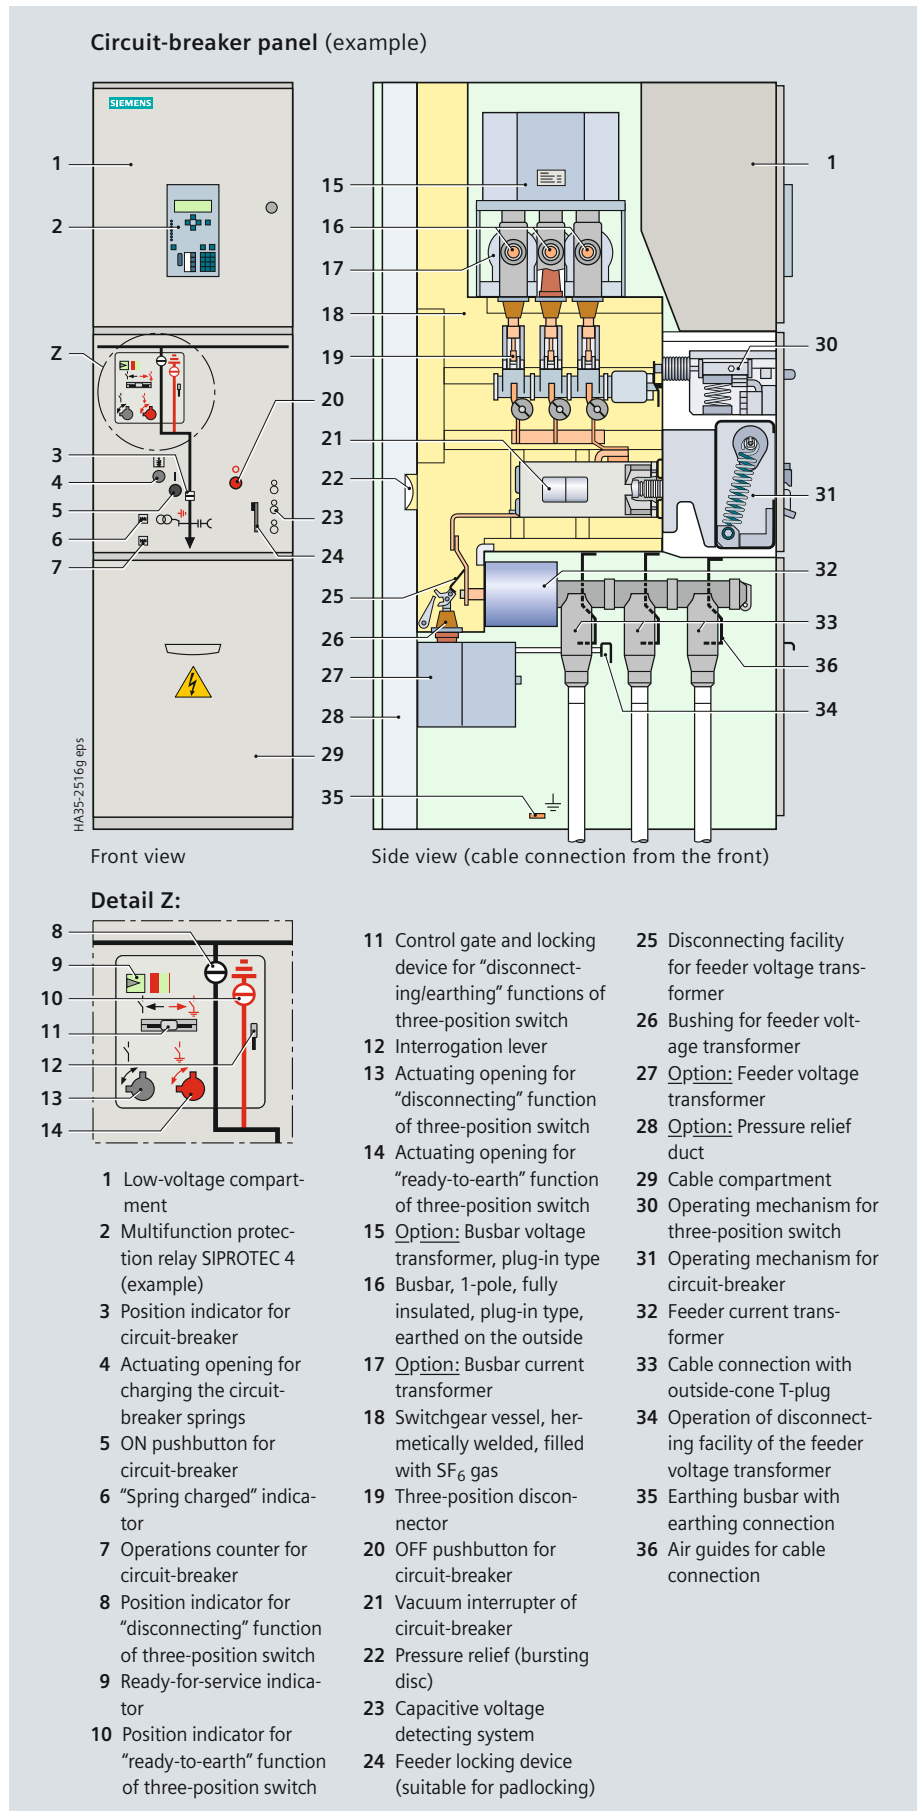 Circuit-breaker panel (example)
SIEMENS
1
2
Z
3
4
5
6
7
15
16
17
18
19
20
21
22
23
24
25
26
27
28
29
35
1
30
31
32
33
36
34
HA35-2516g eps
Front view
Side view (cable connection from the front)
Detail Z:
8
9
10
11
12
13
14
1 Low-voltage compart-
ment
2 Multifunction protec-
tion relay SIPROTEC 4
(example)
3 Position indicator for
circuit-breaker
4 Actuating opening for
charging the circuit-
breaker springs
5 ON pushbutton for
circuit-breaker
6 “Spring charged” indica-
tor
7 Operations counter for
circuit-breaker
8 Position indicator for
“disconnecting” function
of three-position switch
9 Ready-for-service indica-
tor
10 Position indicator for
“ready-to-earth” function
of three-position switch
11 Control gate and locking
device for “disconnect-
ing/earthing” functions of
three-position switch
12 Interrogation lever
13 Actuating opening for
“disconnecting” function
of three-position switch
14 Actuating opening for
“ready-to-earth” function
of three-position switch
15 Option: Busbar voltage
transformer, plug-in type
16 Busbar, 1-pole, fully
insulated, plug-in type,
earthed on the outside
17 Option: Busbar current
transformer
18 Switchgear vessel, her-
metically welded, filled
with SF6 gas
19 Three-position discon-
nector
20 OFF pushbutton for
circuit-breaker
21 Vacuum interrupter of
circuit-breaker
22 Pressure relief (bursting
disc)
23 Capacitive voltage
detecting system
24 Feeder locking device
(suitable for padlocking)
25 Disconnecting facility
for feeder voltage trans-
former
26 Bushing for feeder volt-
age transformer
27 Option: Feeder voltage
transformer
28 Option: Pressure relief
duct
29 Cable compartment
30 Operating mechanism for
three-position switch
31 Operating mechanism for
circuit-breaker
32 Feeder current trans-
former
33 Cable connection with
outside-cone T-plug
34 Operation of disconnect-
ing facility of the feeder
voltage transformer
35 Earthing busbar with
earthing connection
36 Air guides for cable
connection